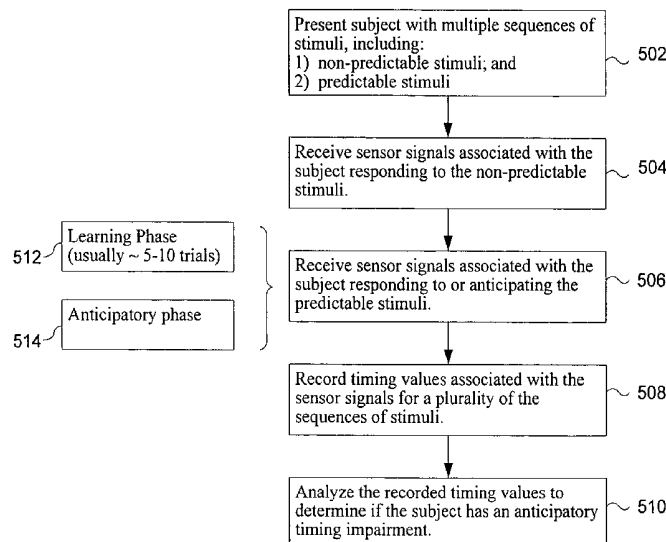 Present subject with multiple sequences of
stimuli, including:
1) non-predictable stimuli; and
2) predictable stimuli
502
Receive sensor signals associated with the
subject responding to the non-predictable
stimuli.
504
Learning Phase
(usually ~ 5-10 trials)
512
Anticipatory phase
514
Receive sensor signals associated with the
subject responding to or anticipating the
predictable stimuli.
506
Record timing values associated with the
sensor signals for a plurality of the
sequences of stimuli.
508
Analyze the recorded timing values to
determine if the subject has an anticipatory
timing impairment.
510